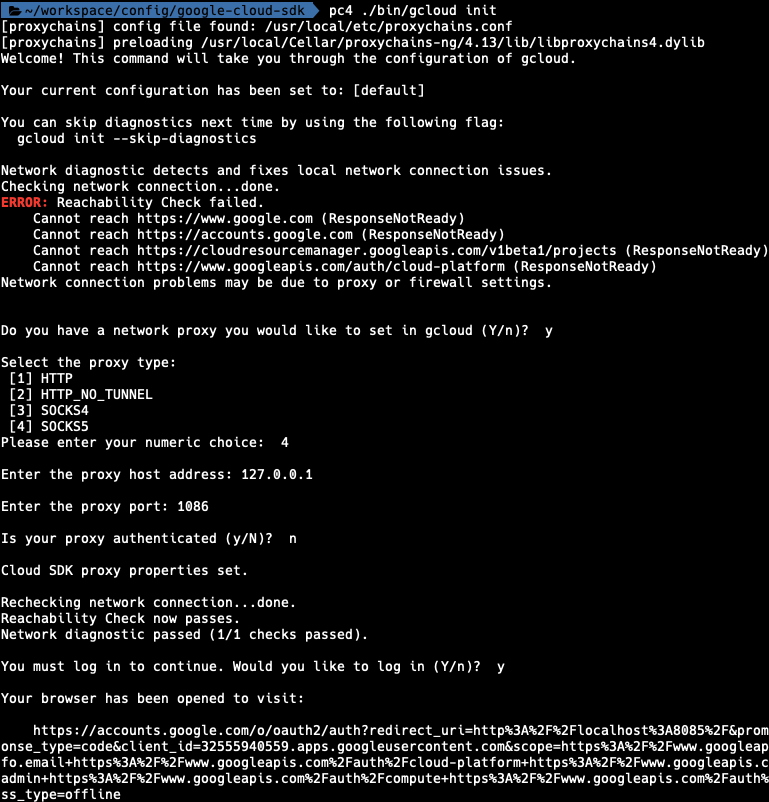 ~/workspace/config/google-cloud-sdk pc4 ./bin/gcloud init
[proxychains] config file found: /usr/local/etc/proxychains.conf
[proxychains] preloading /usr/local/Cellar/proxychains-ng/4.13/lib/libproxychains4.dylib
Welcome! This command will take you through the configuration of gcloud.
Your current configuration has been set to: [default]
You can skip diagnostics next time by using the following flag:
gcloud init --skip-diagnostics
Network diagnostic detects and fixes local network connection issues.
Checking network connection...done.
ERROR: Reachability Check failed.
Cannot reach https://www.google.com (ResponseNotReady)
Cannot reach https://accounts.google.com (ResponseNotReady)
Cannot reach https://cloudresourcemanager.googleapis.com/v1beta1/projects (ResponseNotReady)
Cannot reach https://www.googleapis.com/auth/cloud-platform (ResponseNotReady)
Network connection problems may be due to proxy or firewall settings.
Do you have a network proxy you would like to set in gcloud (Y/n)? y
Select the proxy type:
[1] HTTP
[2] HTTP_NO_TUNNEL
[3] SOCKS4
[4] SOCKS5
Please enter your numeric choice: 4
Enter the proxy host address: 127.0.0.1
Enter the proxy port: 1086
Is your proxy authenticated (y/N)? n
Cloud SDK proxy properties set.
Rechecking network connection...done.
Reachability Check now passes.
Network diagnostic passed (1/1 checks passed).
You must log in to continue. Would you like to log in (Y/n)? y
Your browser has been opened to visit:
https://accounts.google.com/o/oauth2/auth?redirect_uri=http%3A%2F%2Flocalhost%3A8085%2F&prom
onse_type=code&client_id=32555940559.apps.googleusercontent.com&scope=https%3A%2F%2Fwww.googleap
fo.email+https%3A%2F%2Fwww.googleapis.com%2Fauth%2Fcloud-platform+https%3A%2F%2Fwww.googleapis.c
admin+https%3A%2F%2Fwww.googleapis.com%2Fauth%2Fcompute+https%3A%2F%2Fwww.googleapis.com%2Fauth%
ss_type=offline